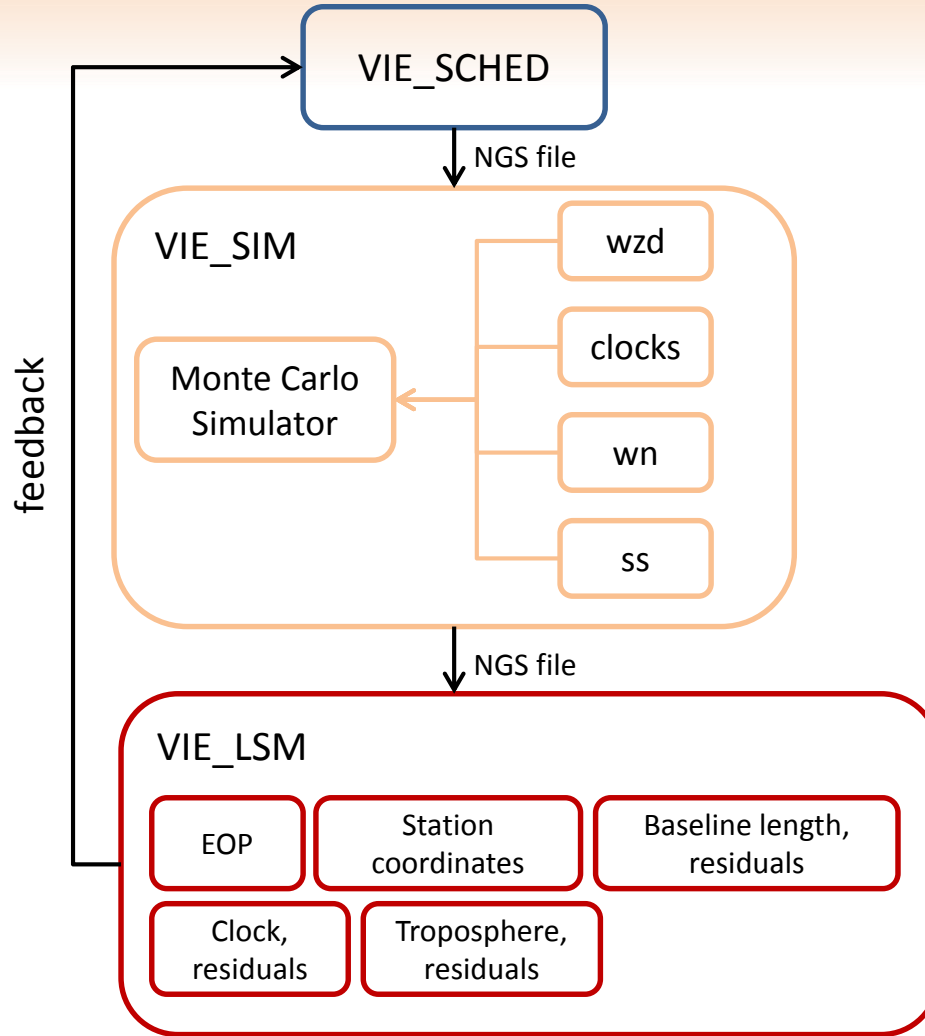 VIE_SCHED
NGS file
VIE_SIM
wzd
clocks
Monte Carlo
Simulator
wn
ss
feedback
NGS file
VIE_LSM
EOP
Station
coordinates
Baseline length,
residuals
Clock,
residuals
Troposphere,
residuals